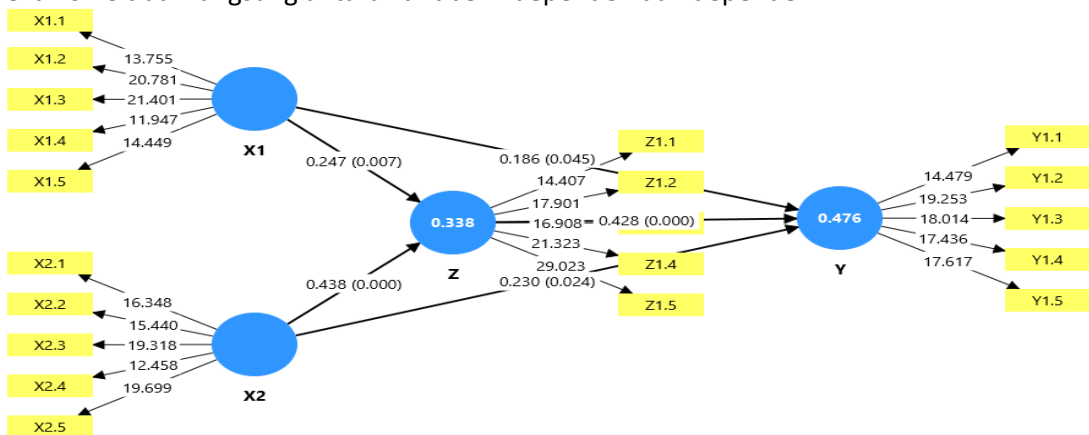 X1.1
X1.2
X1.3
X1.4
X1.5
13.755
20.781
21.401
11.947
14.449
X1
0.247 (0.007)
0.186 (0.045)
Z1.1
Z1.2
Z1.4
Z1.5
14.407
17.901
16.908
21.323
29.023
0.338
Z
0.428 (0.000)
0.438 (0.000)
0.230 (0.024)
X2.1
X2.2
X2.3
X2.4
X2.5
16.348
15.440
19.318
12.458
19.699
X2
0.476
Y
14.479
19.253
18.014
17.436
17.617
Y1.1
Y1.2
Y1.3
Y1.4
Y1.5